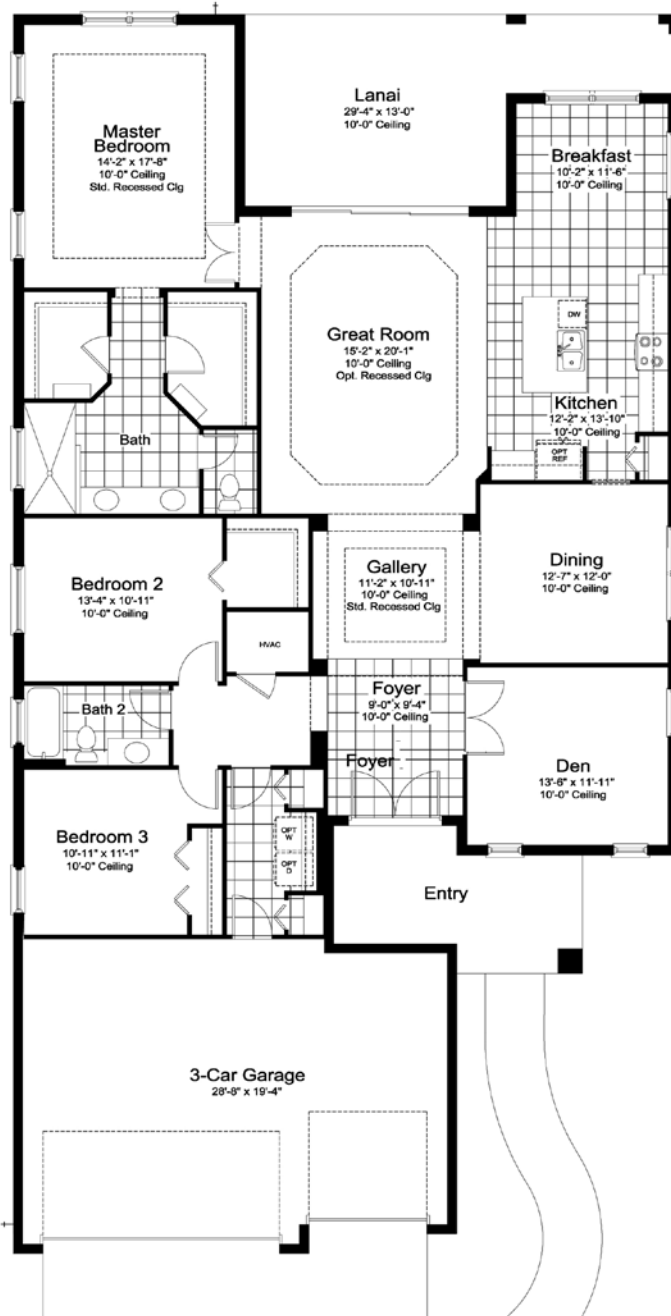 Lanai
29'-4" x 13'-0"
10'-0" Ceiling
Master
Bedroom
14'-2" x 17'-8"
10'-0" Ceiling
Std. Recessed Clg
Breakfast
10'-2" x 11'-6"
10'-0" Ceiling
DW
Great Room
15'-2" x 20'-1"
10'-0" Ceiling
Opt. Recessed Clg
Kitchen
12'-2" x 13'-10"
10'-0" Ceiling
OPT
REF
Bath
Gallery
11'-2" x 10'-11"
10'-0" Ceiling
Std. Recessed Clg
Dining
12'-7" x 12'-0"
10'-0" Ceiling
Bedroom 2
13'-4" x 10'-11"
10'-0" Ceiling
HVAC
Foyer
9'-0" x 9'-4"
10'-0" Ceiling
Bath 2
Foyer
Den
13'-6" x 11'-11"
10'-0" Ceiling
Bedroom 3
10'-11" x 11'-1"
10'-0" Ceiling
OPT
W
OPT
D
Entry
3-Car Garage
28'-8" x 19'-4"